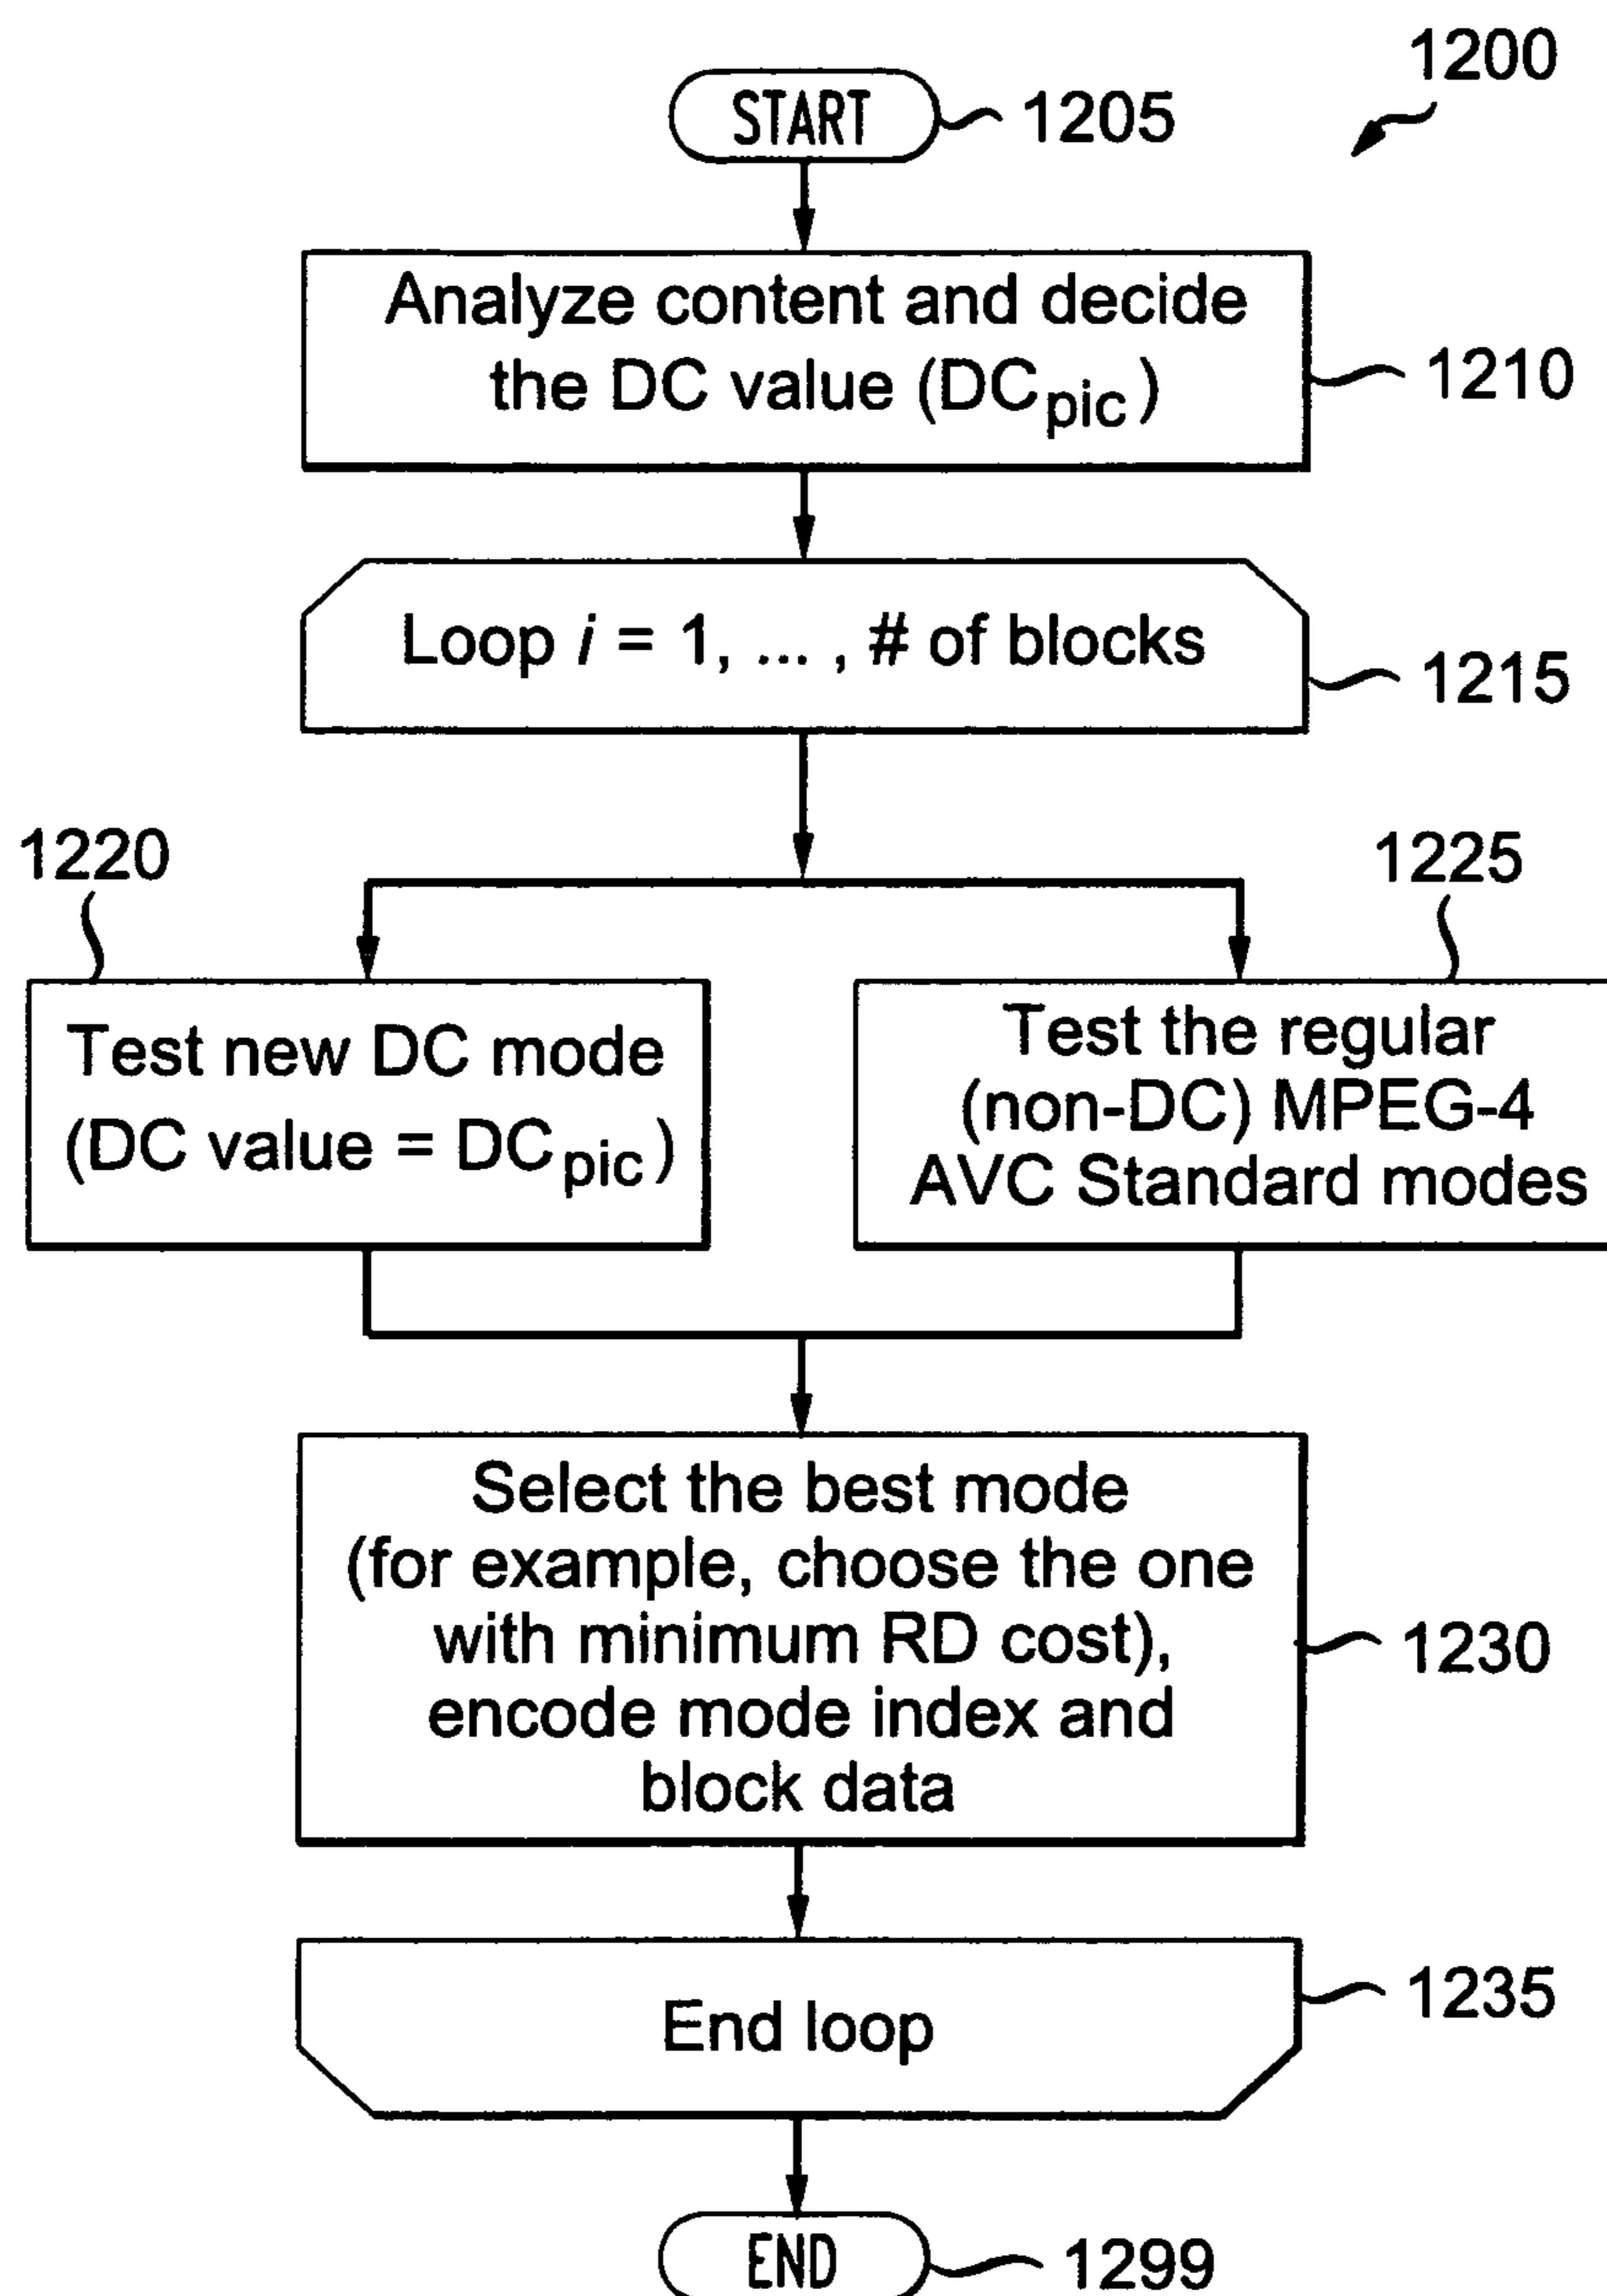 1200
START
1205
Analyze content and decide
the DC value (DCpic)
1210
Loop i = 1, ... , # of blocks
1215
1220
1225
Test new DC mode
(DC value = DCpic)
Test the regular
(non-DC) MPEG-4
AVC Standard modes
Select the best mode
(for example, choose the one
with minimum RD cost),
encode mode index and
block data
1230
End loop
1235
END
1299